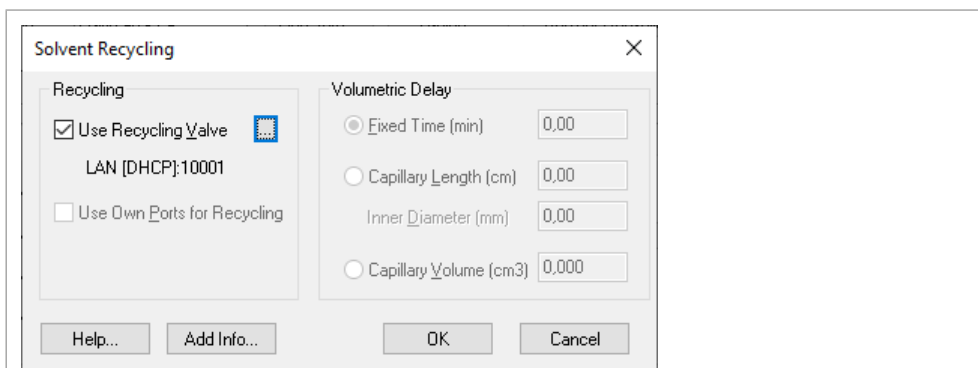 Solvent Recycling
Recycling
Use Recycling Valve ...
LAN [DHCP]:10001
Use Own Ports for Recycling
Volumetric Delay
Fixed Time (min) 0,00
Capillary Length (cm) 0,00
Inner Diameter (mm) 0,00
Capillary Volume (cm3) 0,000
Help... Add Info... OK Cancel